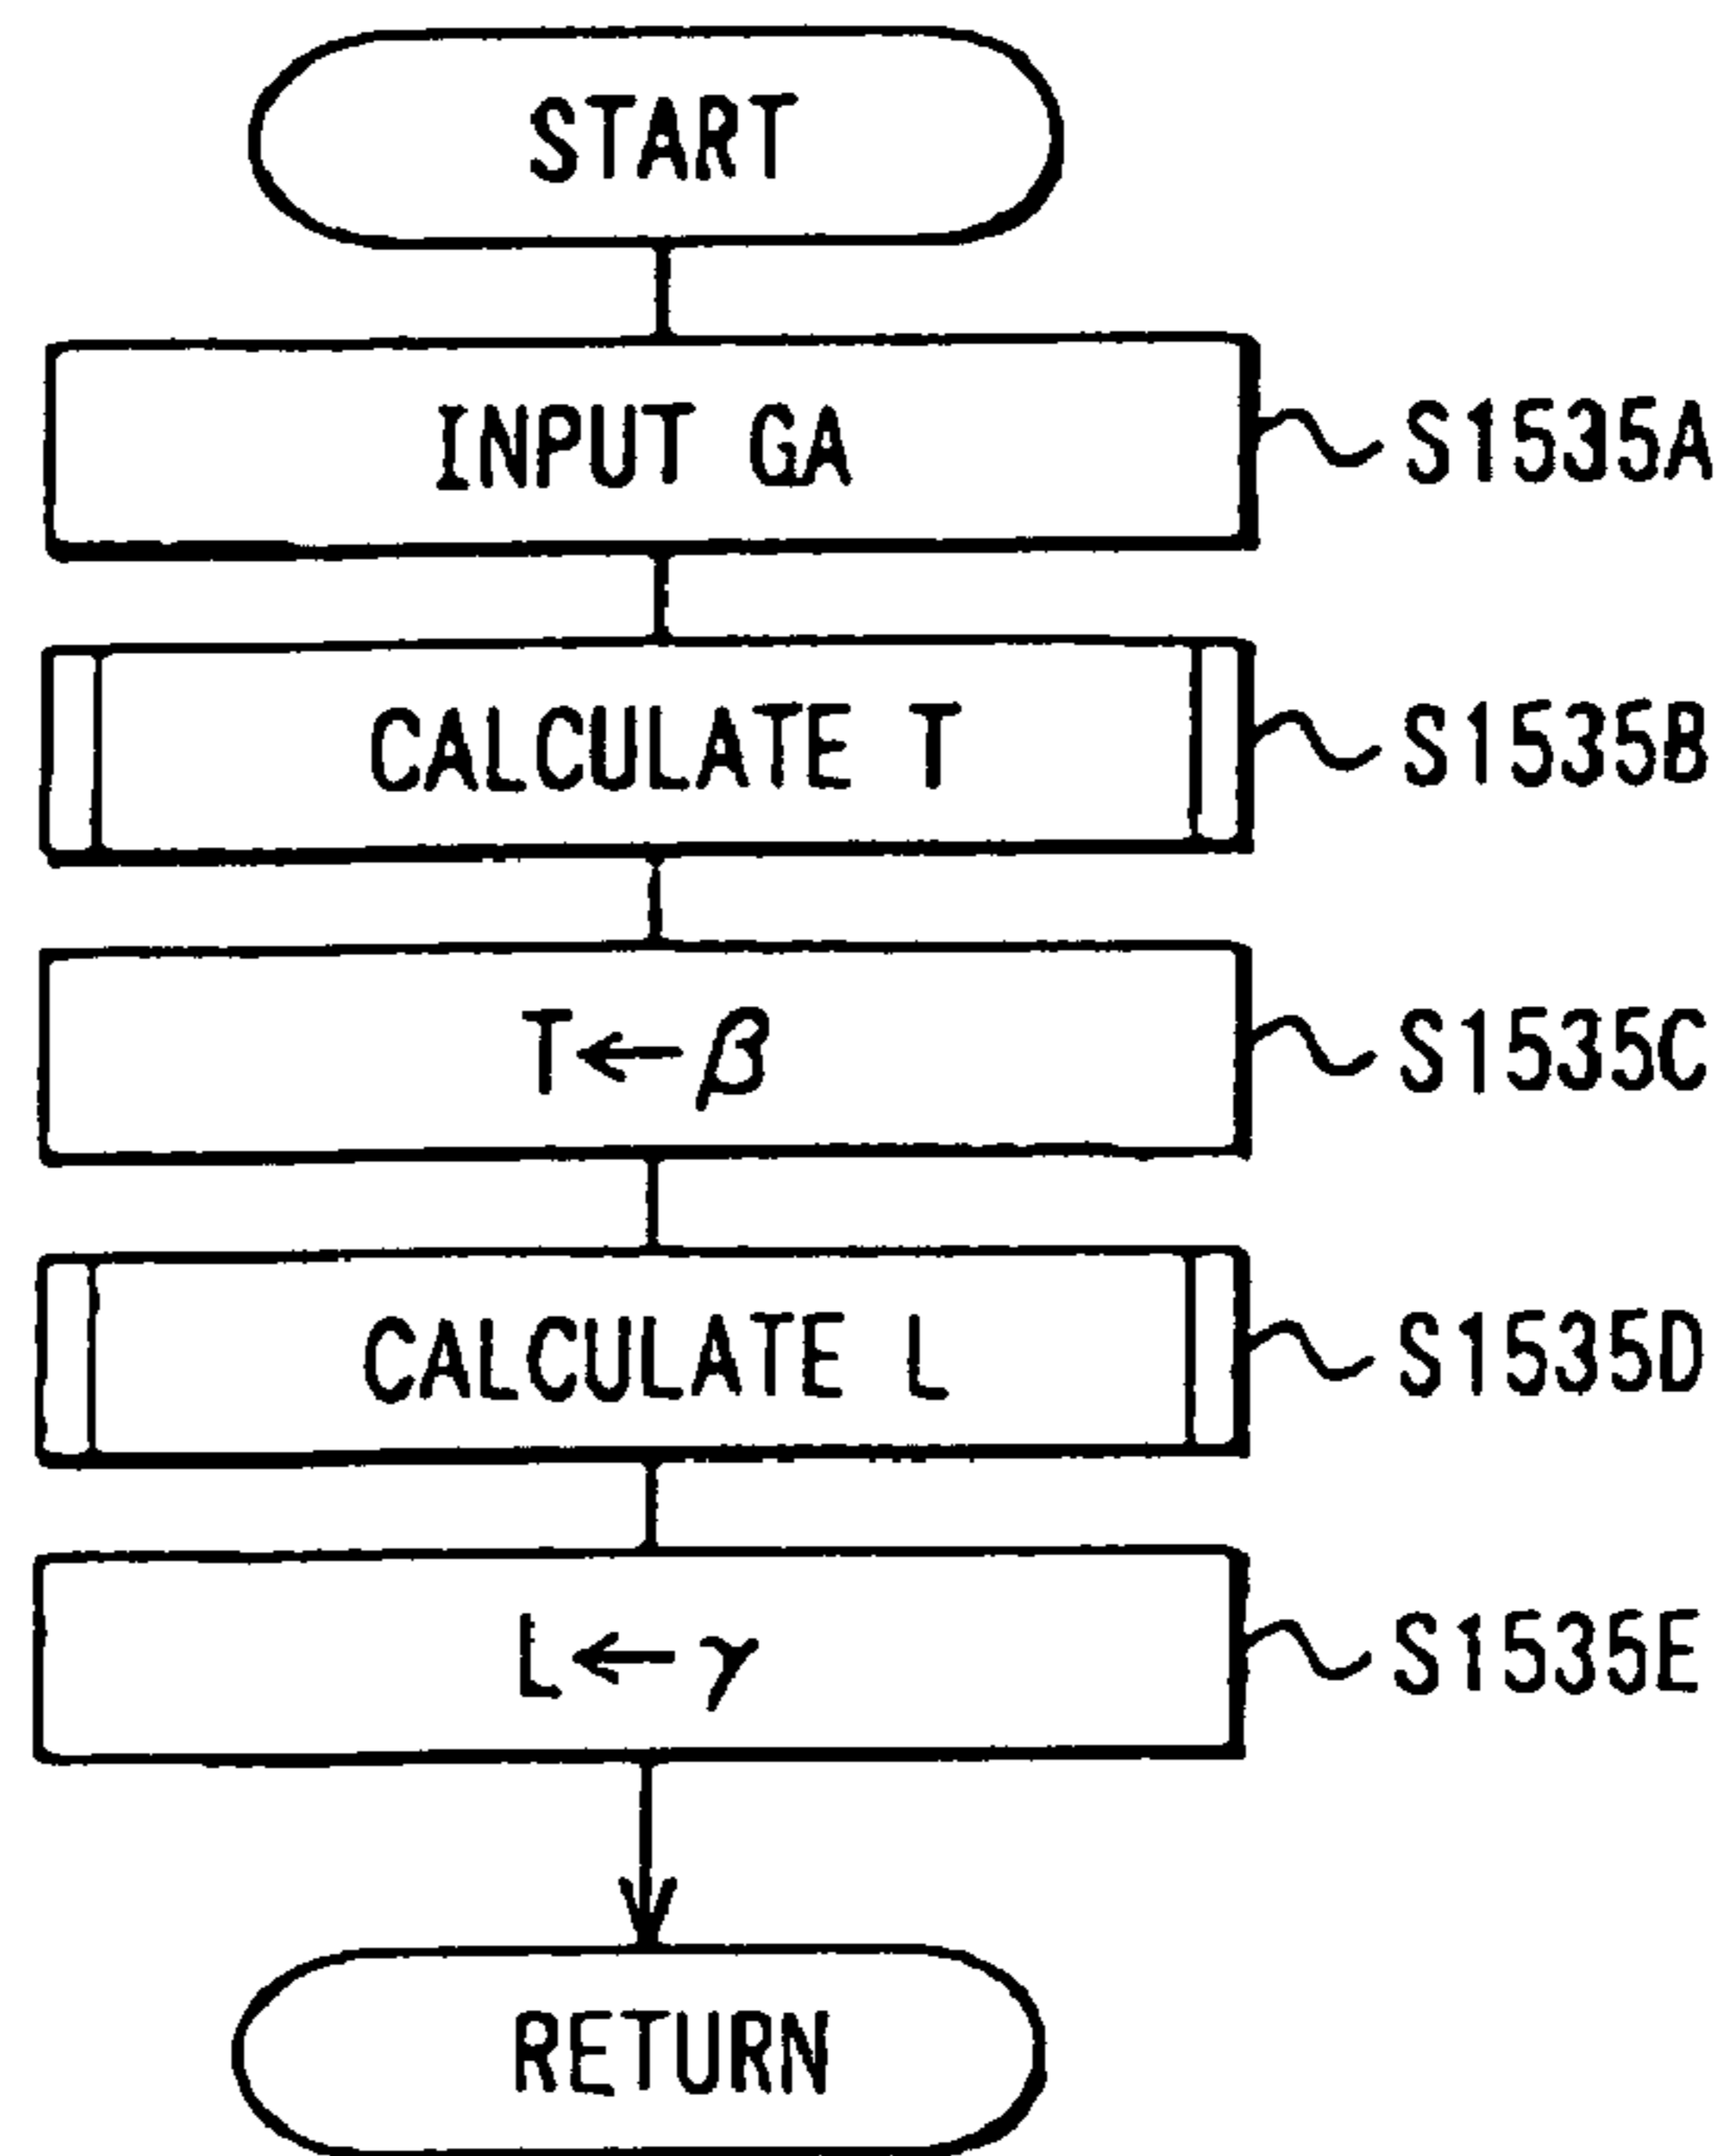 START
INPUT GA
S1535A
CALCULATE T
S1535B
T←β
S1535C
CALCULATE L
S1535D
L←γ
S1535E
RETURN